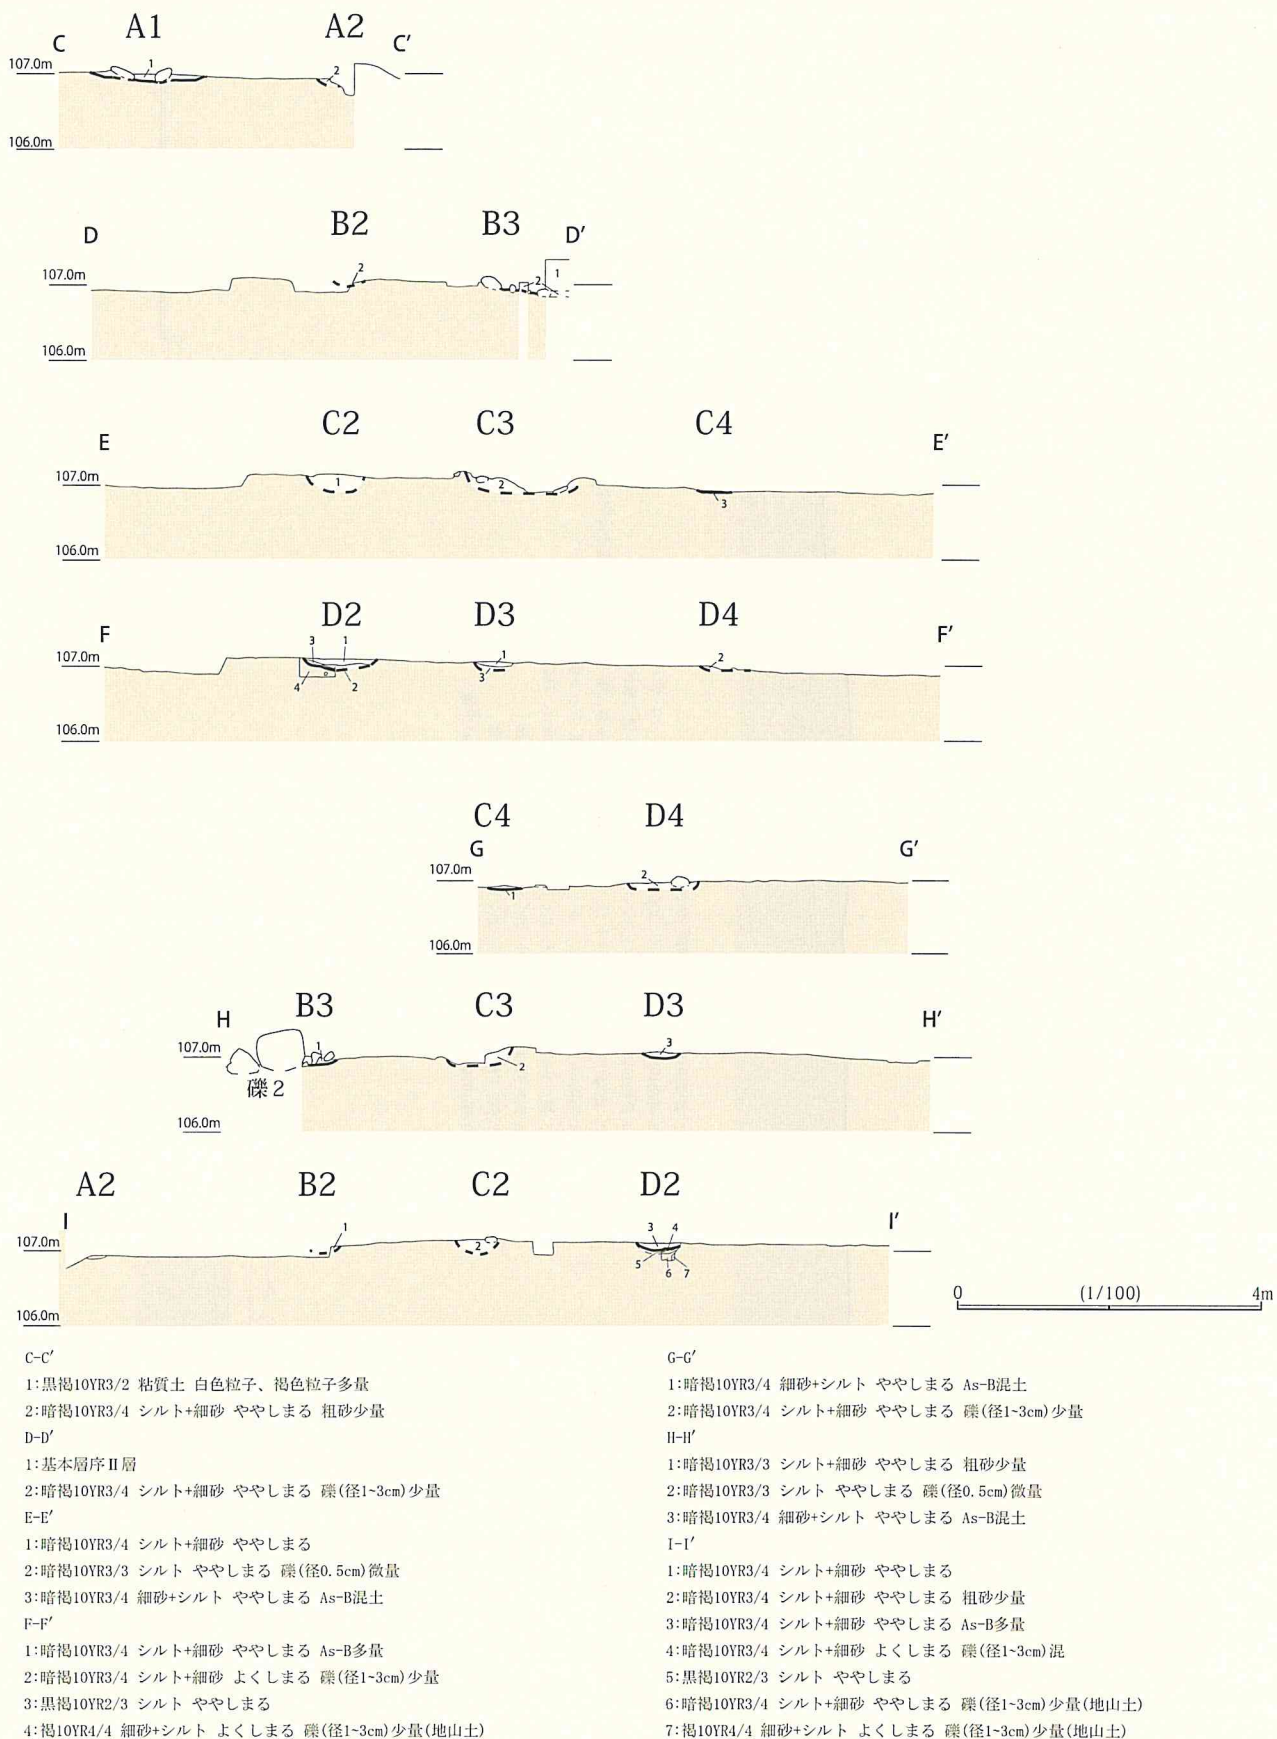 A1 A2
C C′
107.0m 1 2
106.0m
B2 B3
D D′
107.0m 2 2 1
106.0m
C2 C3 C4
E E′
107.0m 1 2 3
106.0m
D2 D3 D4
F F′
107.0m 3 1 4 2 1 3 2
106.0m
C4 D4
G G′
107.0m 1 2
106.0m
B3 C3 D3
H H′
107.0m 1 2 3
礫2
106.0m
A2 B2 C2 D2
I I′
107.0m 1 2 3 4 5 6 7
106.0m
0 (1/100) 4m
C-C′
1:黒褐10YR3/2 粘質土 白色粒子、褐色粒子多量
2:暗褐10YR3/4 シルト+細砂 ややしまる 粗砂少量
D-D′
1:基本層序Ⅱ層
2:暗褐10YR3/4 シルト+細砂 ややしまる 礫(径1~3cm)少量
E-E′
1:暗褐10YR3/4 シルト+細砂 ややしまる
2:暗褐10YR3/3 シルト ややしまる 礫(径0.5cm)微量
3:暗褐10YR3/4 細砂+シルト ややしまる As-B混土
F-F′
1:暗褐10YR3/4 シルト+細砂 ややしまる As-B多量
2:暗褐10YR3/4 シルト+細砂 よくしまる 礫(径1~3cm)少量
3:黒褐10YR2/3 シルト ややしまる
4:褐10YR4/4 細砂+シルト よくしまる 礫(径1~3cm)少量(地山土)
G-G′
1:暗褐10YR3/4 細砂+シルト ややしまる As-B混土
2:暗褐10YR3/4 シルト+細砂 ややしまる 礫(径1~3cm)少量
H-H′
1:暗褐10YR3/3 シルト+細砂 ややしまる 粗砂少量
2:暗褐10YR3/3 シルト ややしまる 礫(径0.5cm)微量
3:暗褐10YR3/4 細砂+シルト ややしまる As-B混土
I-I′
1:暗褐10YR3/4 シルト+細砂 ややしまる
2:暗褐10YR3/4 シルト+細砂 ややしまる 粗砂少量
3:暗褐10YR3/4 シルト+細砂 ややしまる As-B多量
4:暗褐10YR3/4 シルト+細砂 よくしまる 礫(径1~3cm)混
5:黒褐10YR2/3 シルト ややしまる
6:暗褐10YR3/4 シルト+細砂 ややしまる 礫(径1~3cm)少量(地山土)
7:褐10YR4/4 細砂+シルト よくしまる 礫(径1~3cm)少量(地山土)